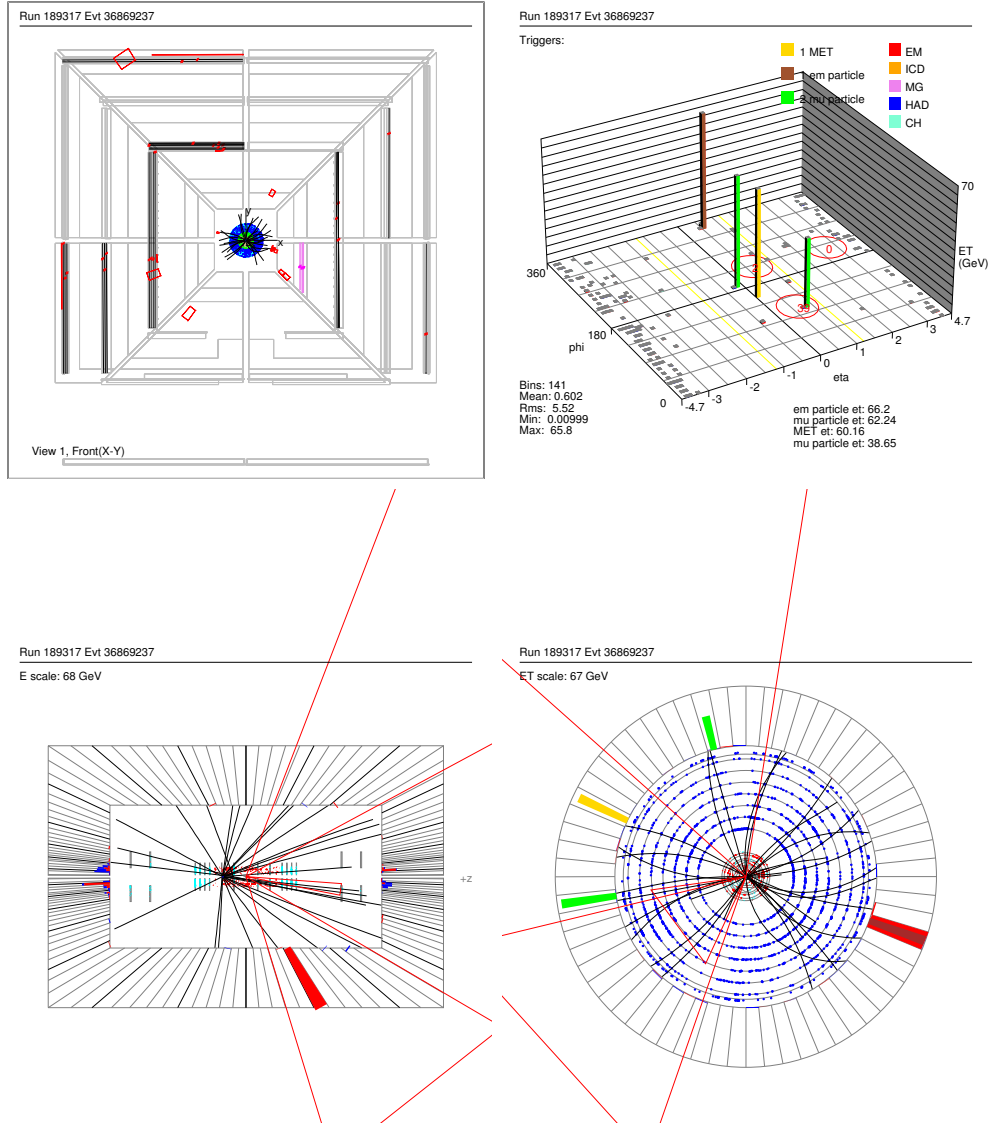 Run 189317 Evt 36869237
y
x
View 1, Front(X-Y)
Run 189317 Evt 36869237
Triggers:
1 MET
1 em particle
2 mu particle
EM
ICD
MG
HAD
CH
70
ET
(GeV)
360
180
0
phi
-4.7
-3
-2
-1
0
1
2
3
4.7
eta
0
Bins: 141
Mean: 0.602
Rms: 5.52
Min: 0.00999
Max: 65.8
em particle et: 66.2
mu particle et: 62.24
MET et: 60.16
mu particle et: 38.65
Run 189317 Evt 36869237
E scale: 68 GeV
+Z
Run 189317 Evt 36869237
ET scale: 67 GeV